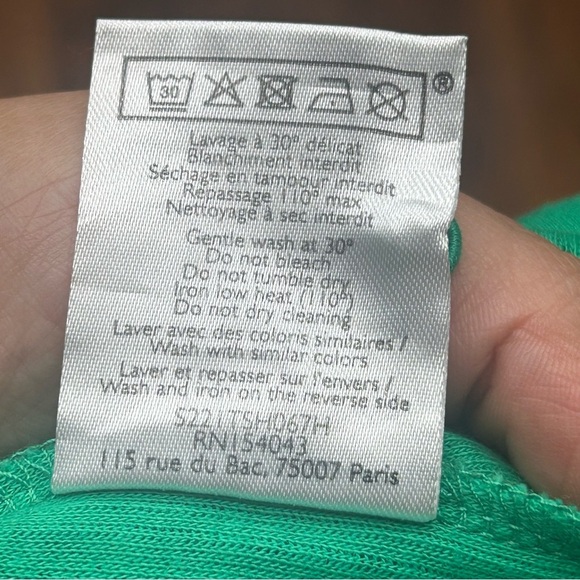 30
®
Lavage à 30° délicat
Blanchiment interdit
Séchage en tambour interdit
Repassage 110° max
Nettoyage à sec interdit
Gentle wash at 30°
Do not bleach
Do not tumble dry
Iron low heat (110°)
Do not dry cleaning
Laver avec des coloris similaires /
Wash with similar colors
Laver et repasser sur l'envers /
Wash and iron on the reverse side
S221TSH067H
RN154043
115 rue du Bac, 75007 Paris